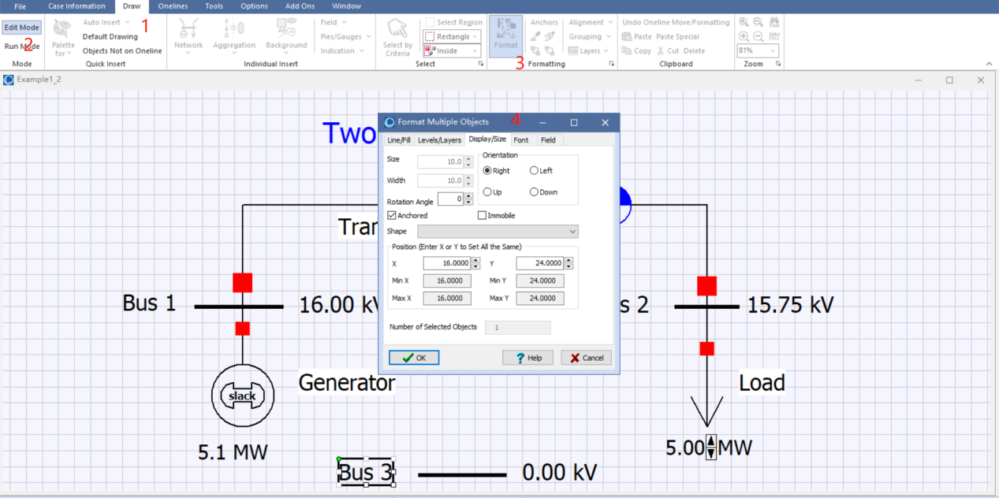 File Case Information Draw Onelines Tools Options Add Ons Window
Edit Mode
Run Mode
Mode
Palette for
Auto Insert
Default Drawing
Objects Not on Oneline
Quick Insert
1
2
Network
Aggregation
ABCD
Background
Field
Pies/Gauges
Indication
Individual Insert
Select by Criteria
Select Region
Rectangle
Inside
Select
Format
Anchors
Alignment
Grouping
Layers
3
Formatting
Undo Oneline Move/Formatting
Paste Paste Special
Copy Cut Delete
Clipboard
81%
Zoom
Example1_2
Two
Tran
Bus 1
16.00 kV
s 2
15.75 kV
slack
Generator
5.1 MW
Load
5.00 MW
Bus 3
0.00 kV
Format Multiple Objects
4
Line/Fill Levels/Layers Display/Size Font Field
Size 10.0
Width 10.0
Rotation Angle 0
Orientation
Right Left
Up Down
Anchored Immobile
Shape
Position (Enter X or Y to Set All the Same)
X 16.0000 Y 24.0000
Min X 16.0000 Min Y 24.0000
Max X 16.0000 Max Y 24.0000
Number of Selected Objects 1
OK ? Help Cancel